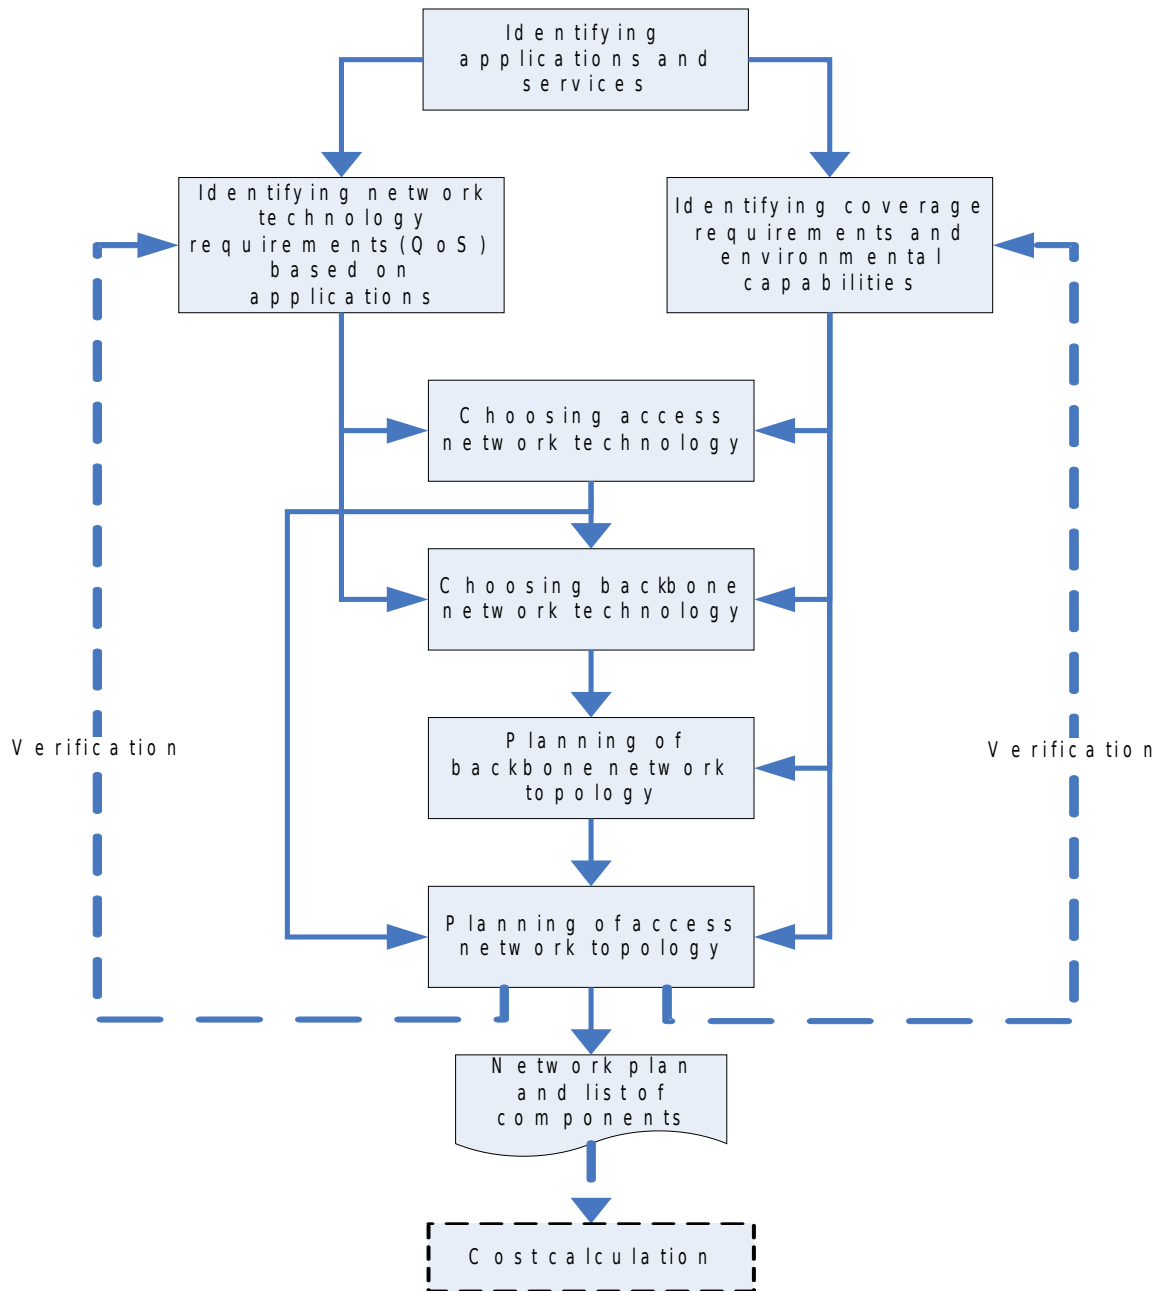 Identifying
applications and
services
Identifying network
technology
requirements (QoS)
based on
applications
Identifying coverage
requirements and
environmental
capabilities
Choosing access
network technology
Choosing backbone
network technology
Verification
Planning of
backbone network
topology
Verification
Planning of access
network topology
Network plan
and list of
components
Cost calculation